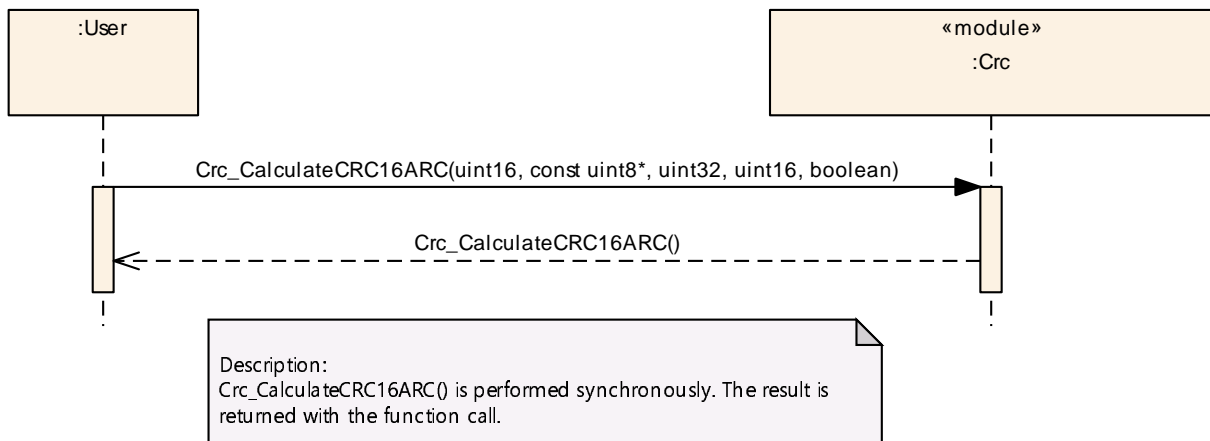 :User
«module»
:Crc
Crc_CalculateCRC16ARC(uint16, const uint8*, uint32, uint16, boolean)
Crc_CalculateCRC16ARC()
Description:
Crc_CalculateCRC16ARC() is performed synchronously. The result is
returned with the function call.